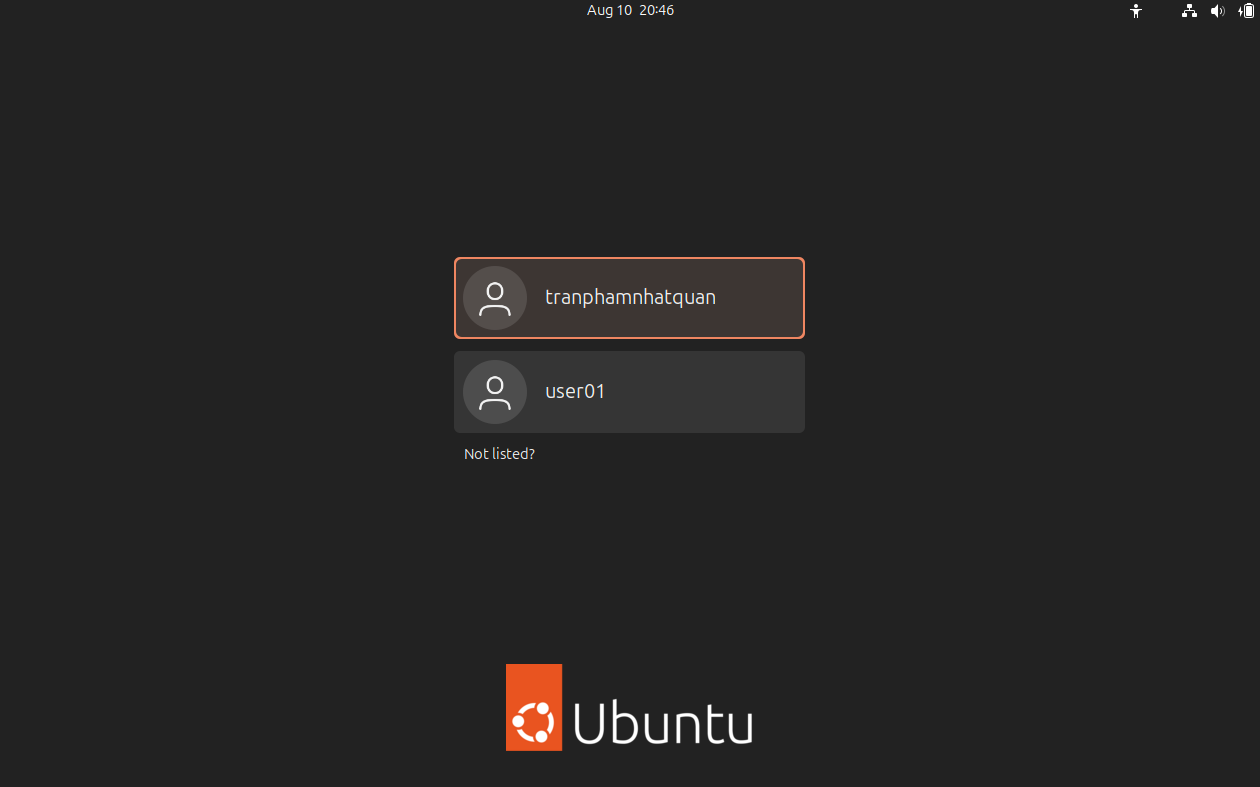 Aug 10 20:46
tranphamnhatquan
user01
Not listed?
Ubuntu